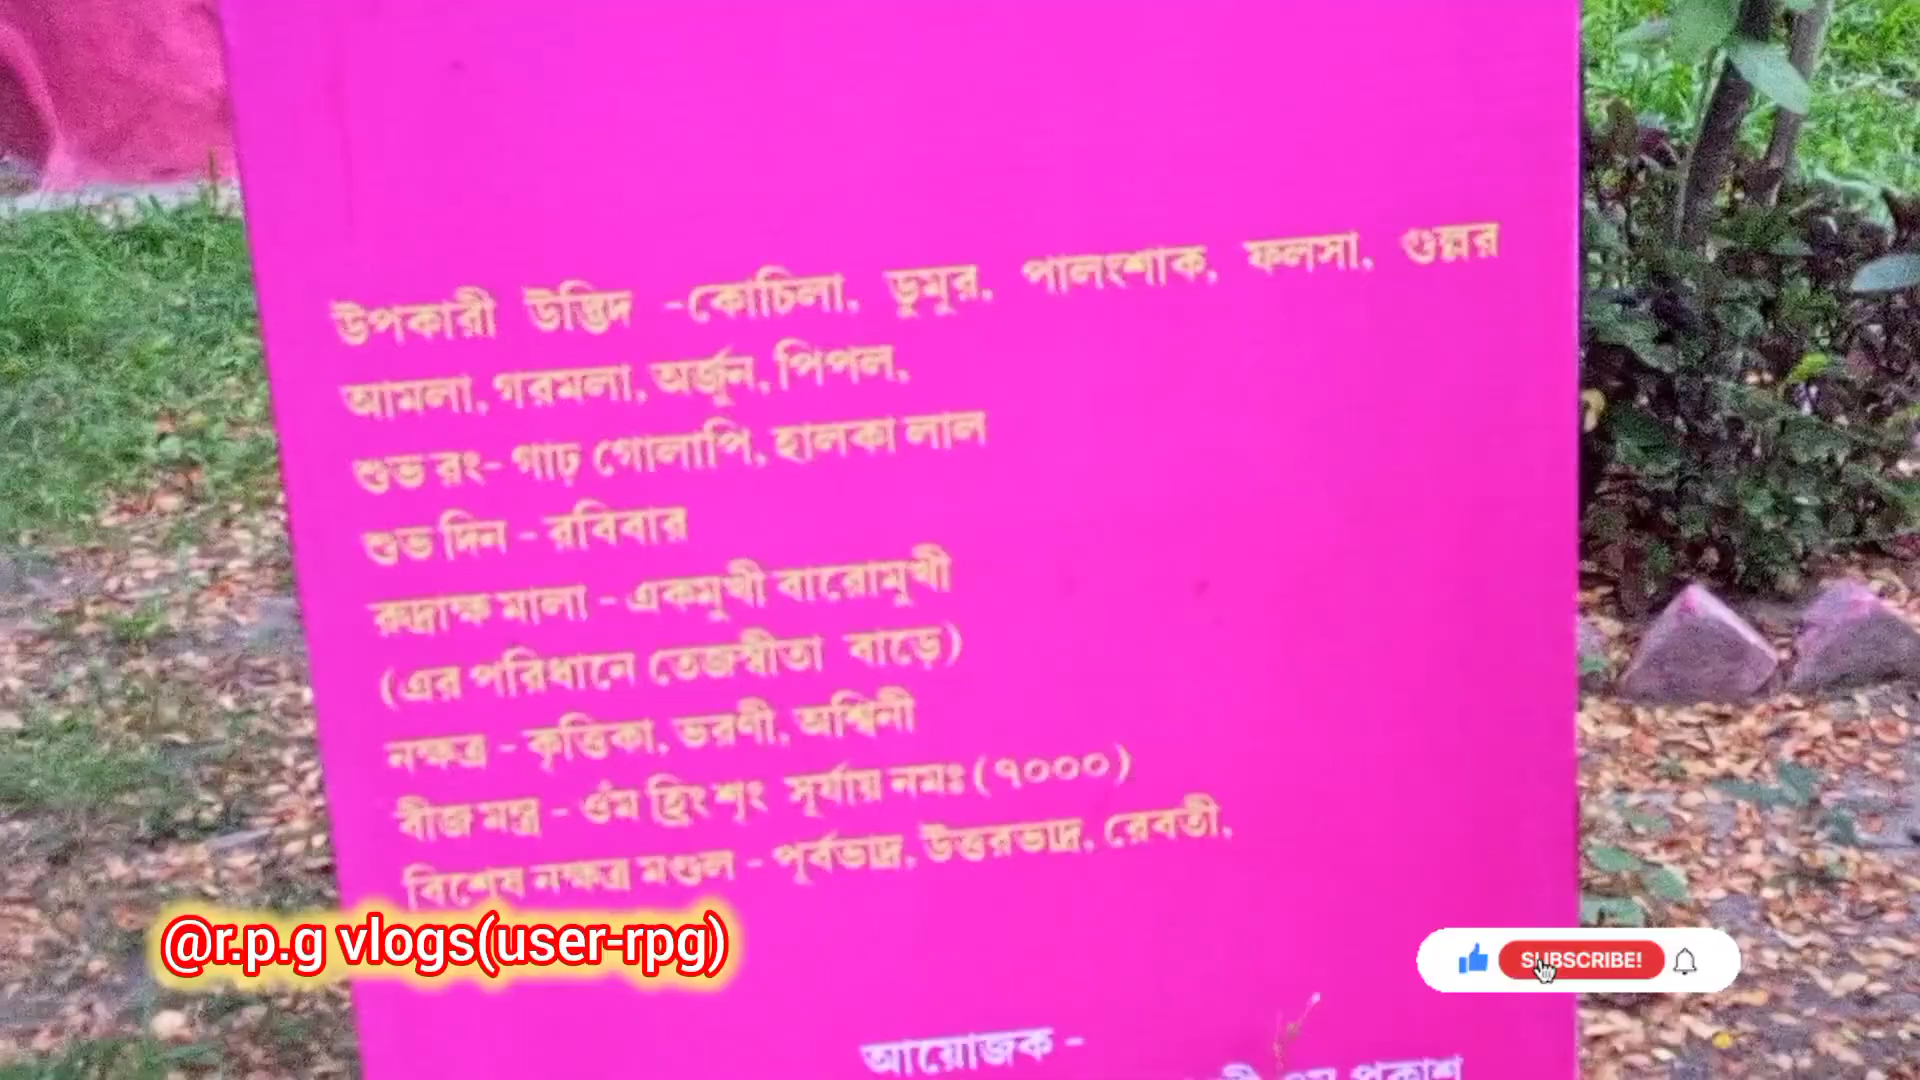 উপকারী উদ্ভিদ -কোচিলা, ডুমুর, পালংশাক, ফলসা, গুল্লর
আমলা, গরমলা, অর্জুন, পিপল,
শুভ রং- গাঢ় গোলাপি, হালকা লাল
শুভ দিন - রবিবার
রুদ্রাক্ষ মালা - একমুখী বারোমুখী
(এর পরিধানে তেজস্বীতা বাড়ে)
নক্ষত্র - কৃত্তিকা, ভরণী, অশ্বিনী
বীজ মন্ত্র - ওঁম হ্রিং শৃং সূর্যায় নমঃ (৭০০০)
বিশেষ নক্ষত্র মণ্ডল - পূর্বভাদ্র, উত্তরভাদ্র, রেবতী,
@r.p.g vlogs(user-rpg)
SUBSCRIBE!
আয়োজক -
প্রকাশ